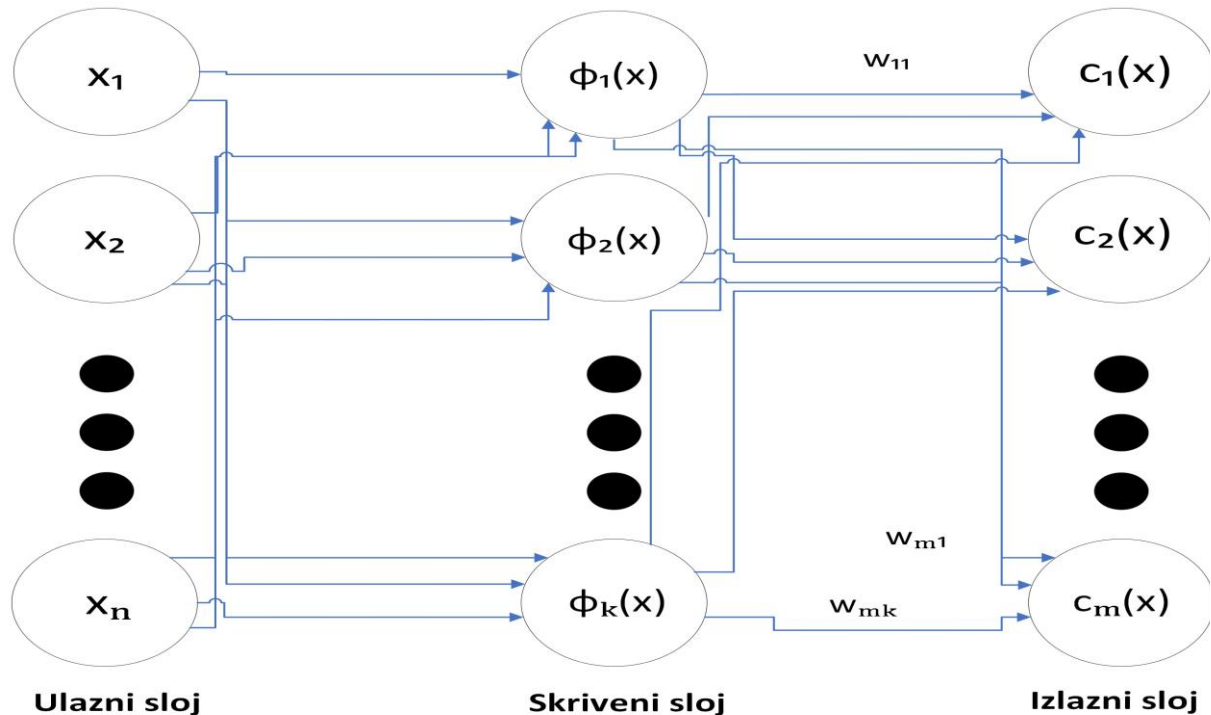 x₁
ϕ₁(x)
w₁₁
c₁(x)
x₂
ϕ₂(x)
c₂(x)
wₘ₁
xₙ
ϕₖ(x)
wₘₖ
cₘ(x)
Ulazni sloj
Skriveni sloj
Izlazni sloj